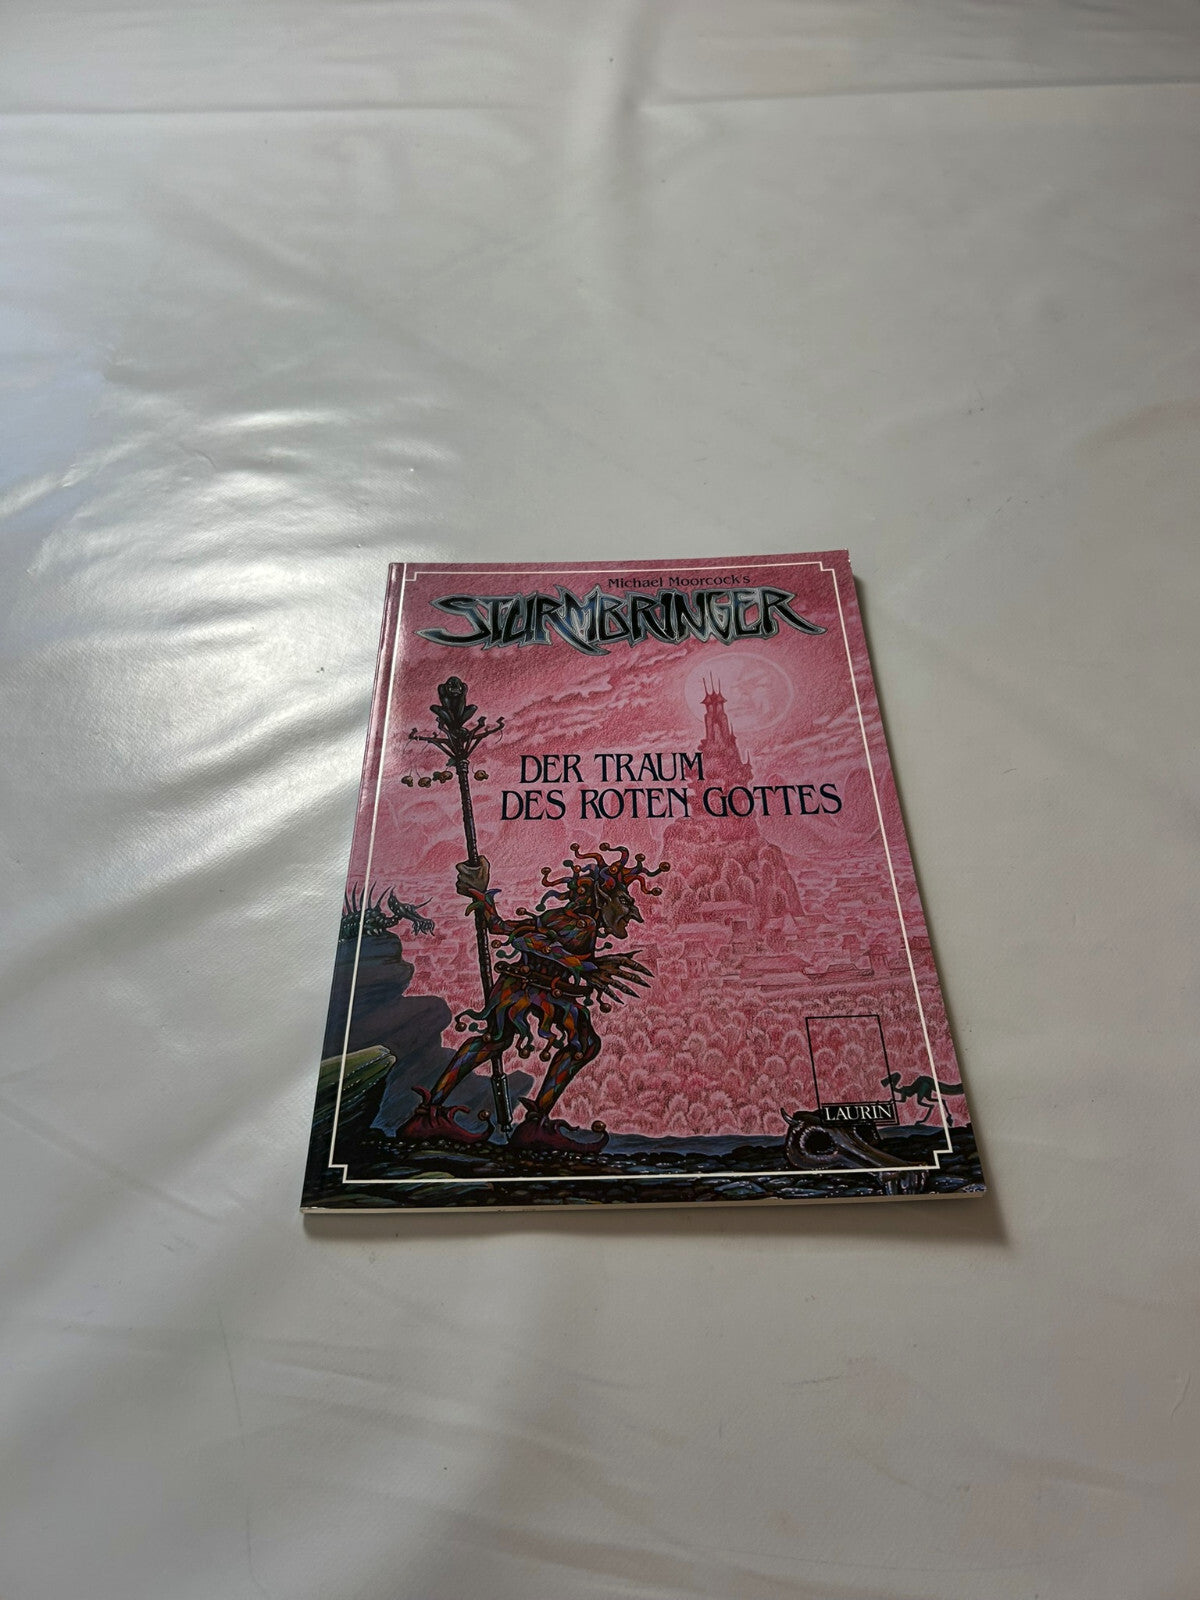 Michael Moorcock's
STURMBRINGER
DER TRAUM
DES ROTEN GOTTES
LAURIN